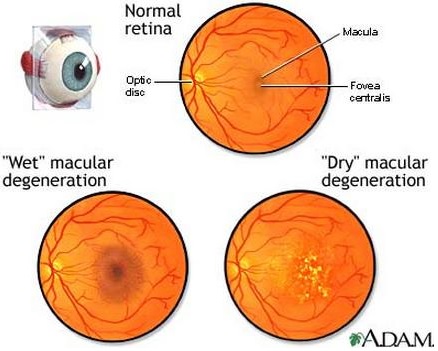 Normal
retina
Macula
Optic
disc
Fovea
centralis
"Wet" macular
degeneration
"Dry" macular
degeneration
A.D.A.M.